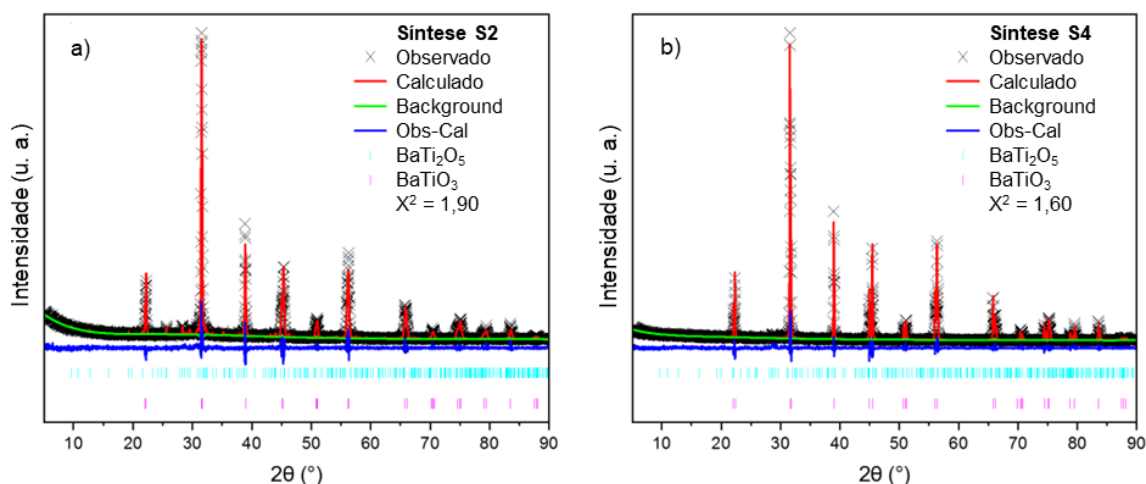 a)
Síntese S2
Observado
Calculado
Background
Obs-Cal
BaTi₂O₅
BaTiO₃
X² = 1,90
Intensidade (u. a.)
10 20 30 40 50 60 70 80 90
2θ (°)
b)
Síntese S4
Observado
Calculado
Background
Obs-Cal
BaTi₂O₅
BaTiO₃
X² = 1,60
Intensidade (u. a.)
10 20 30 40 50 60 70 80 90
2θ (°)